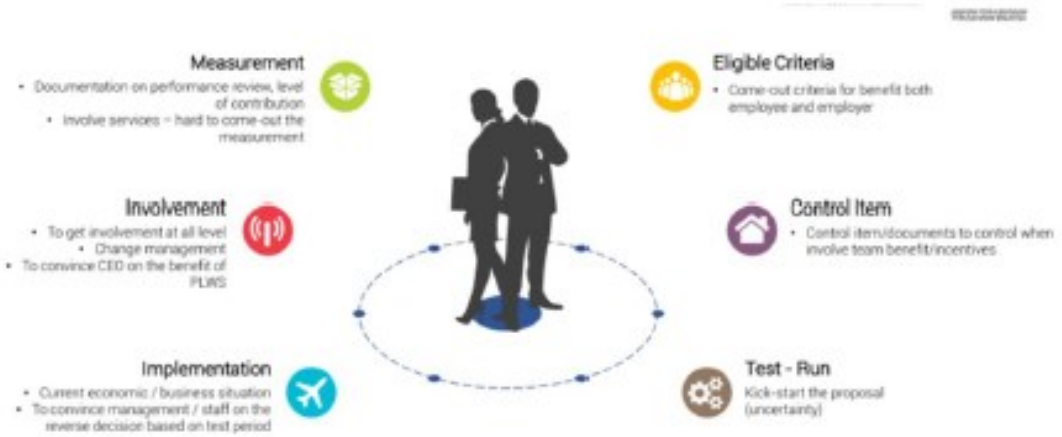 Measurement
• Documentation on performance review, level
of contribution
• Involve services – hard to come-out the
measurement
Involvement
• To get involvement at all level
• Change management
• To convince CEO on the benefit of
PLWS
Implementation
• Current economic / business situation
• To convince management / staff on the
reverse decision based on test period
Eligible Criteria
• Come-out criteria for benefit both
employee and employer
Control Item
• Control item/documents to control when
involve team benefit/incentives
Test - Run
Kick-start the proposal
(uncertainty)